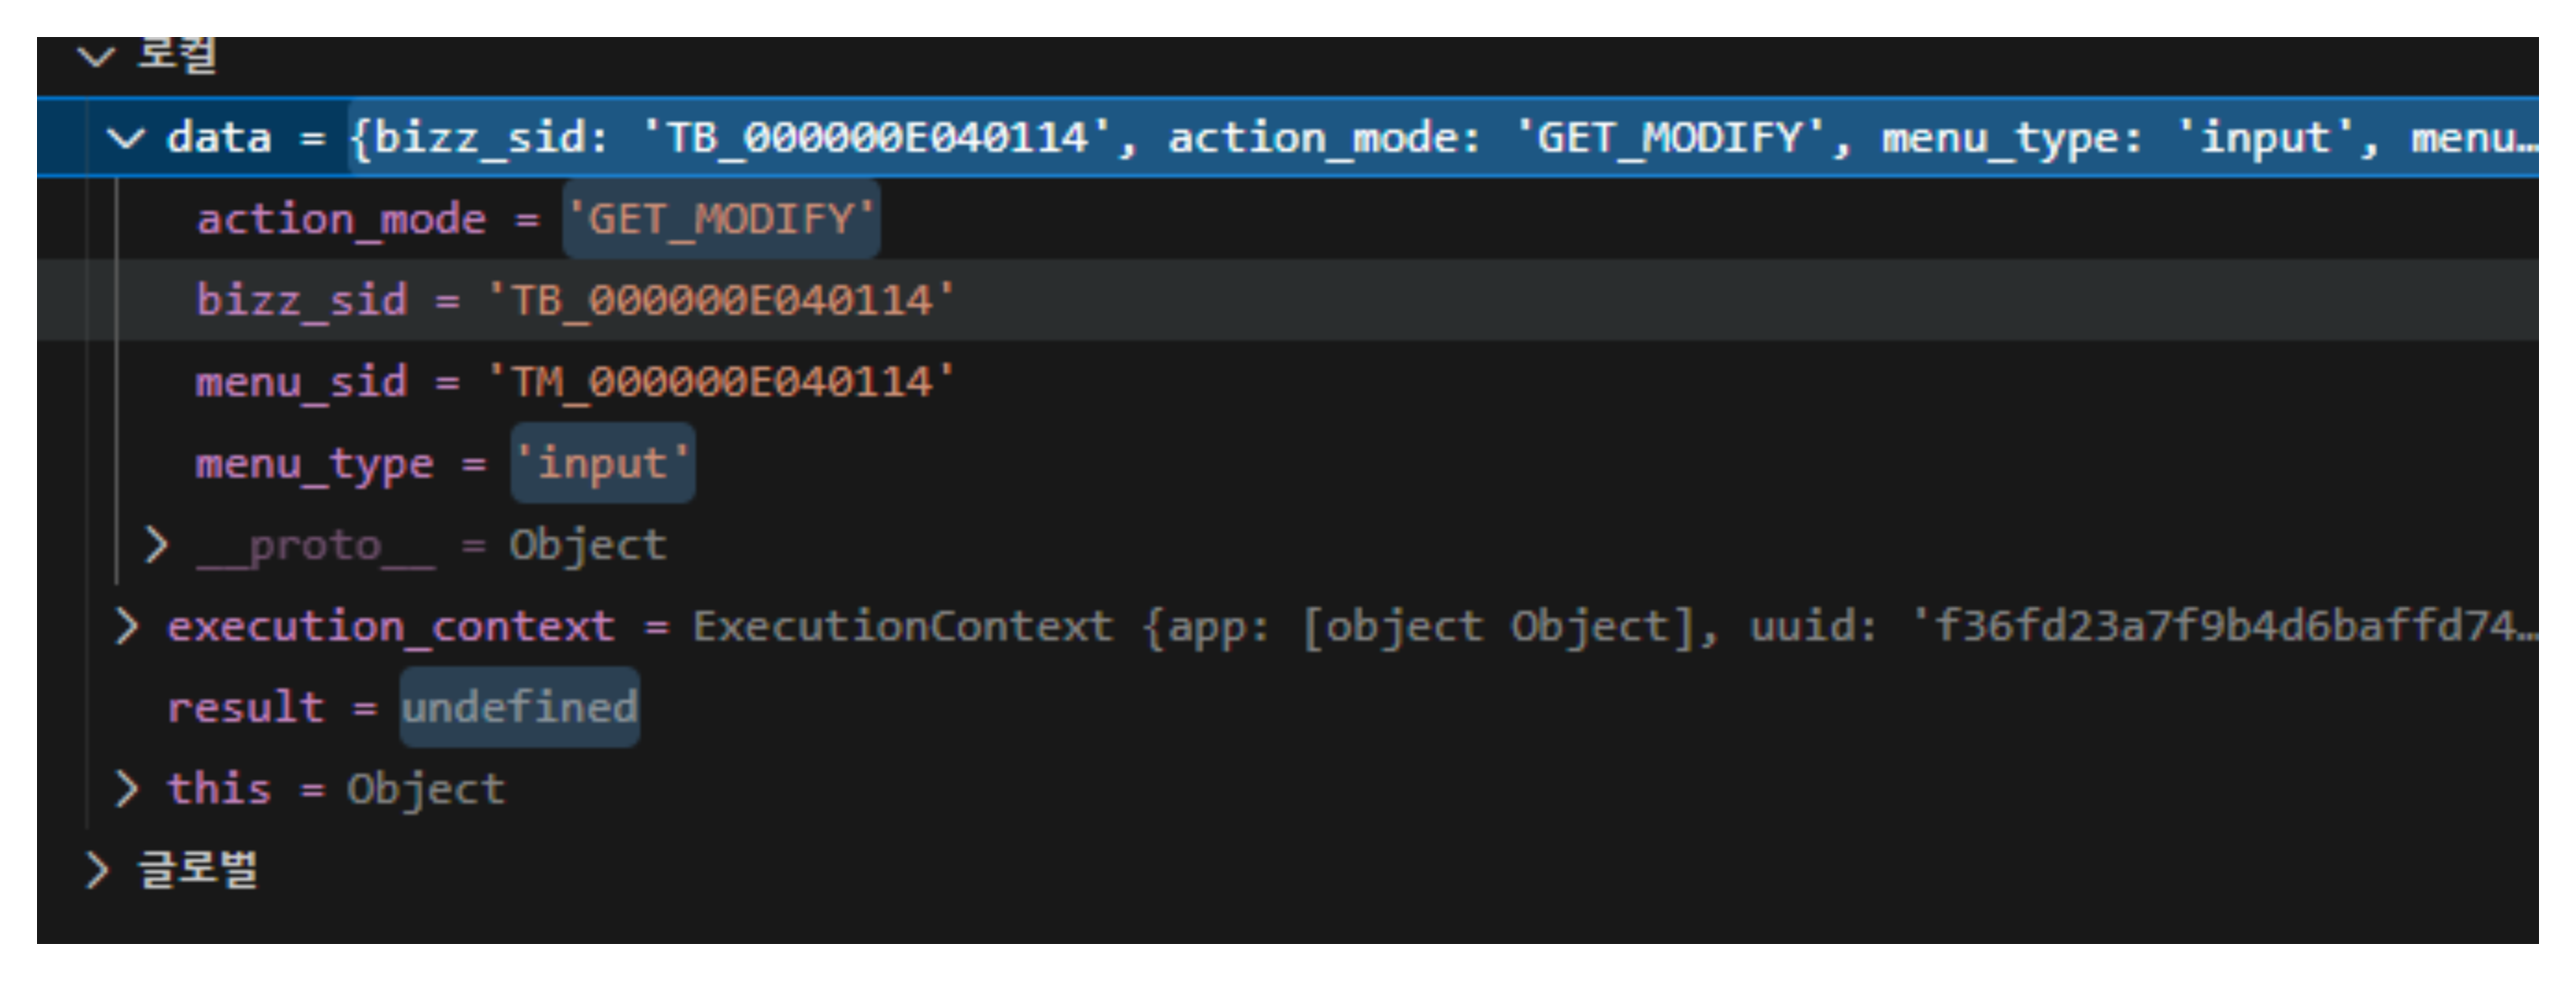 로컬
data = {bizz_sid: 'TB_000000E040114', action_mode: 'GET_MODIFY', menu_type: 'input', menu…
action_mode = 'GET_MODIFY'
bizz_sid = 'TB_000000E040114'
menu_sid = 'TM_000000E040114'
menu_type = 'input'
__proto__ = Object
execution_context = ExecutionContext {app: [object Object], uuid: 'f36fd23a7f9b4d6baffd74…
result = undefined
this = Object
글로벌